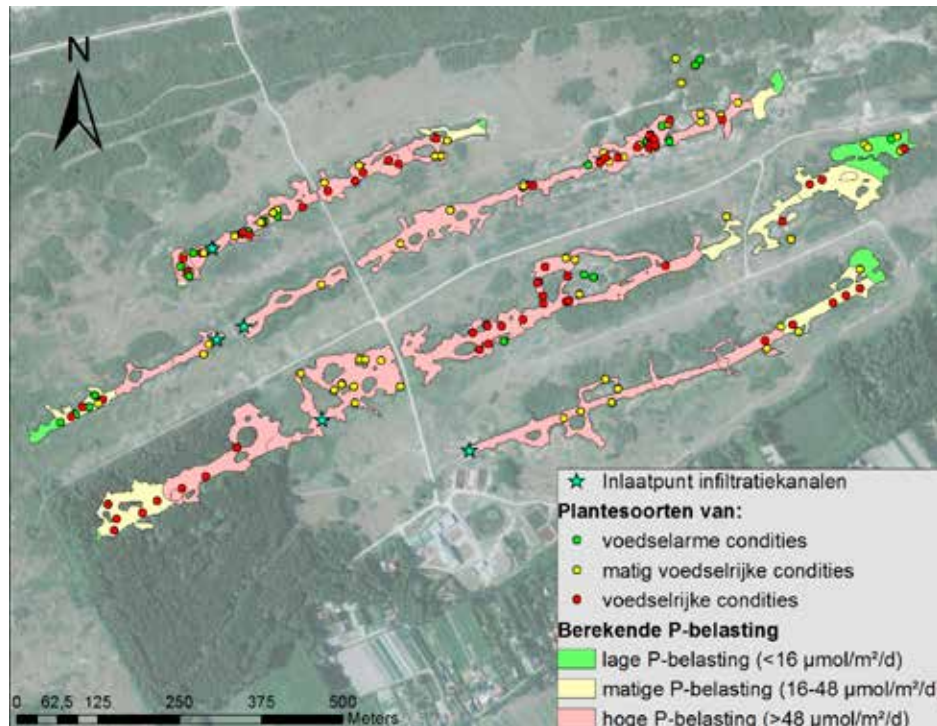 N
Inlaatpunt infiltratiekanalen
Plantesoorten van:
voedselarme condities
matig voedselrijke condities
voedselrijke condities
Berekende P-belasting
lage P-belasting (<16 µmol/m²/d)
matige P-belasting (16-48 µmol/m²/d
hoge P-belasting (>48 µmol/m²/d)
0 62,5 125 250 375 500
Meters